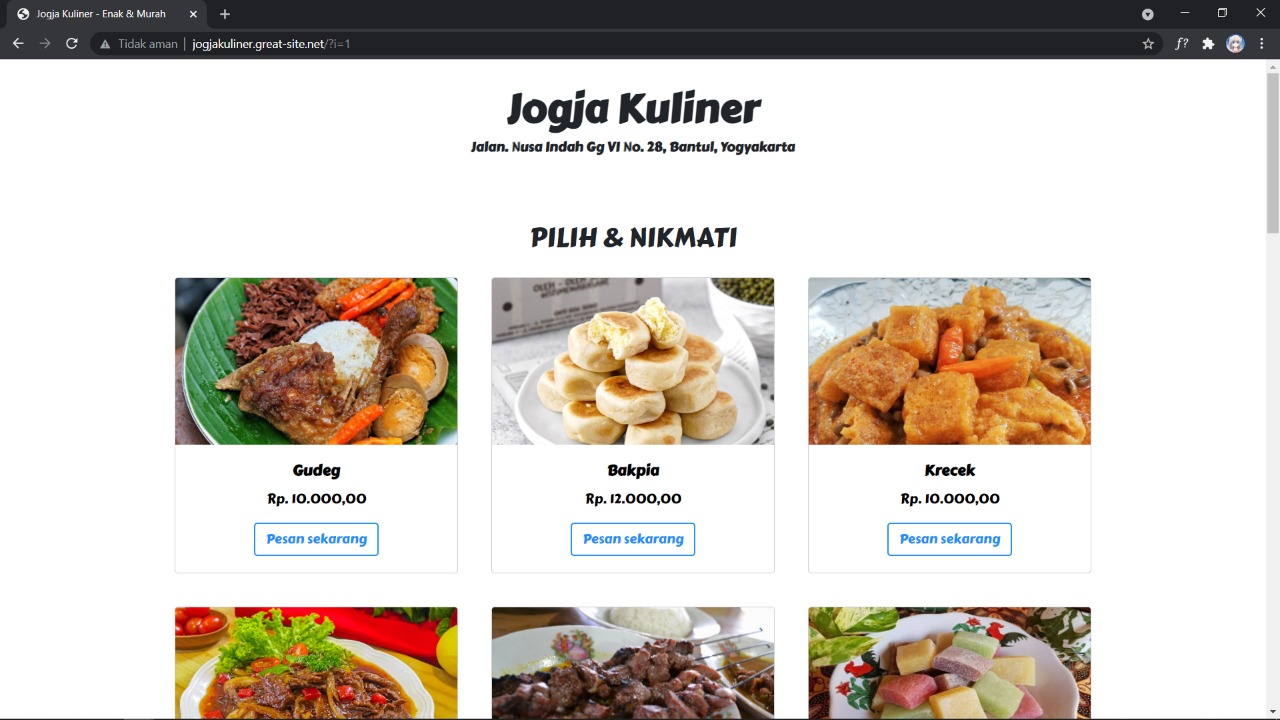 Jogja Kuliner - Enak & Murah
Tidak aman | jogjakuliner.great-site.net/?i=1
f?
Jogja Kuliner
Jalan. Nusa Indah Gg VI No. 28, Bantul, Yogyakarta
PILIH & NIKMATI
OLEH - OLEH
Gudeg
Bakpia
Krecek
Rp. 10.000,00
Rp. 12.000,00
Rp. 10.000,00
Pesan sekarang
Pesan sekarang
Pesan sekarang